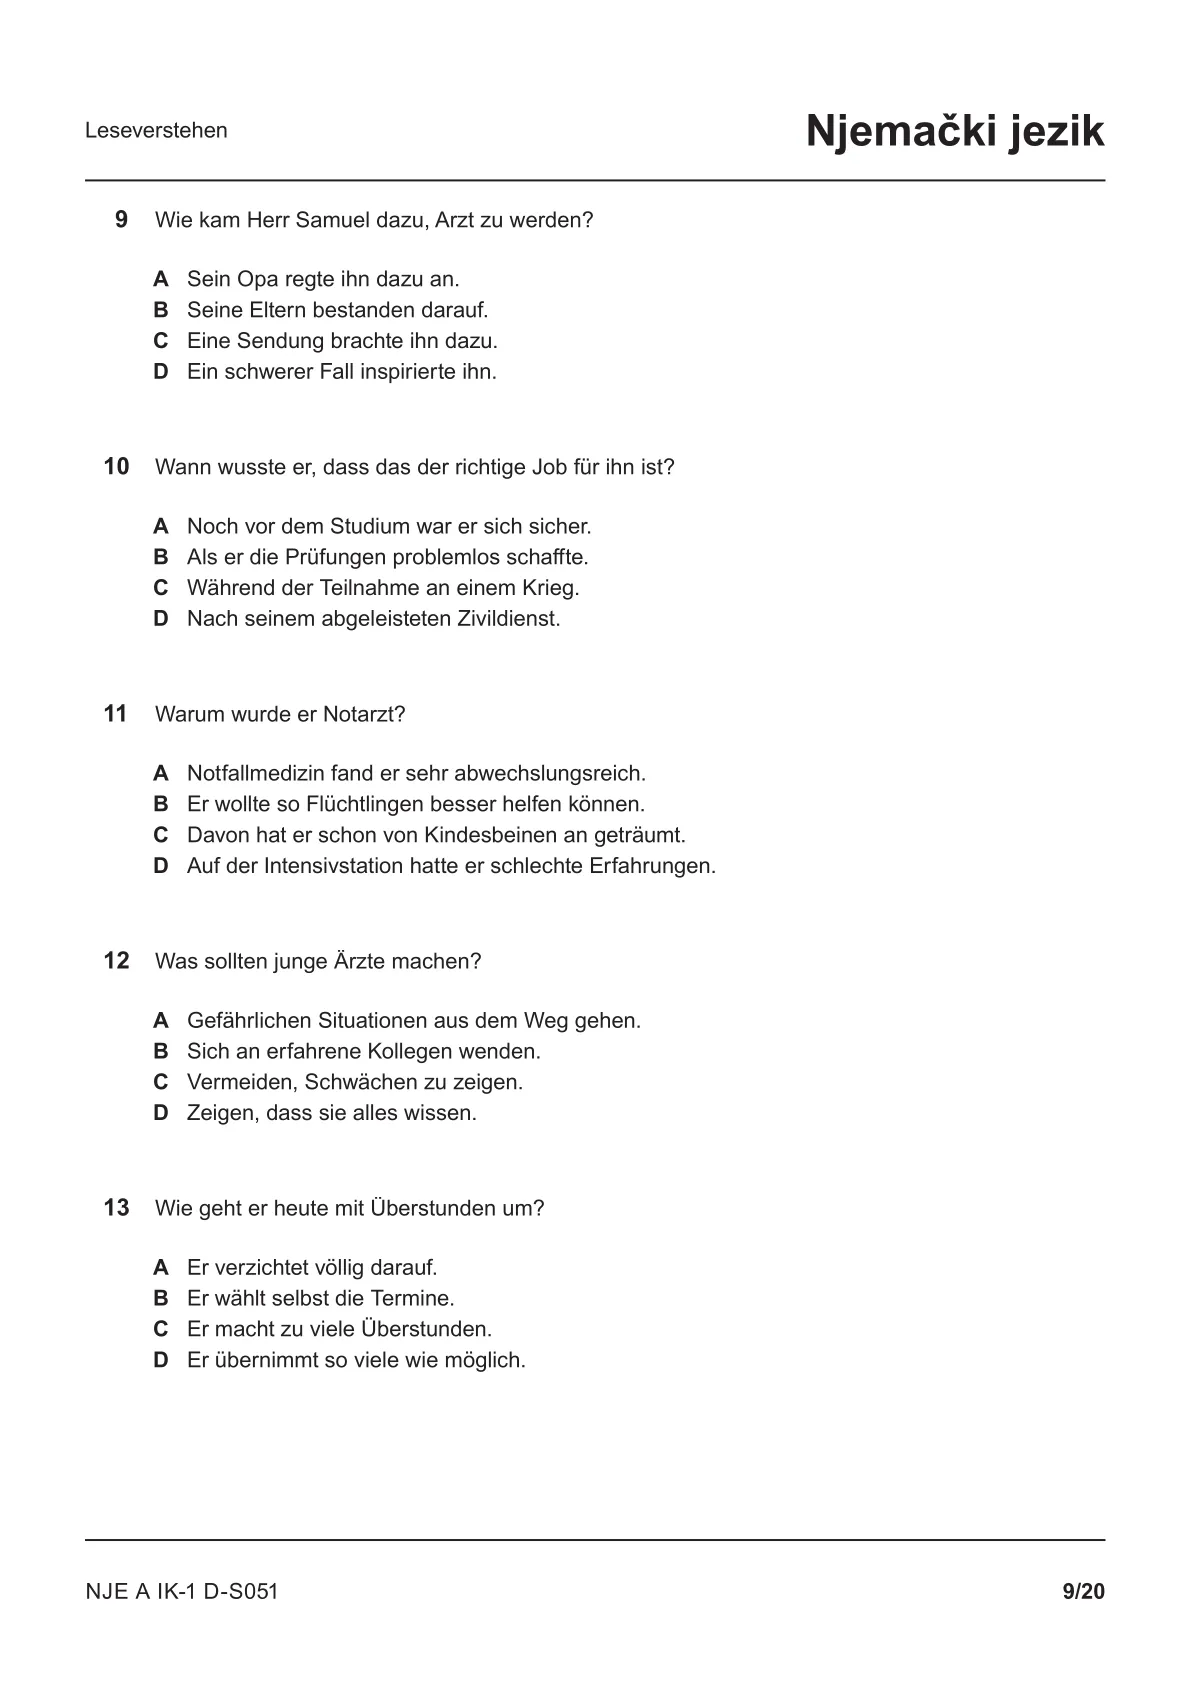 Leseverstehen
Njemački jezik
9 Wie kam Herr Samuel dazu, Arzt zu werden?
A Sein Opa regte ihn dazu an.
B Seine Eltern bestanden darauf.
C Eine Sendung brachte ihn dazu.
D Ein schwerer Fall inspirierte ihn.
10 Wann wusste er, dass das der richtige Job für ihn ist?
A Noch vor dem Studium war er sich sicher.
B Als er die Prüfungen problemlos schaffte.
C Während der Teilnahme an einem Krieg.
D Nach seinem abgeleisteten Zivildienst.
11 Warum wurde er Notarzt?
A Notfallmedizin fand er sehr abwechslungsreich.
B Er wollte so Flüchtlingen besser helfen können.
C Davon hat er schon von Kindesbeinen an geträumt.
D Auf der Intensivstation hatte er schlechte Erfahrungen.
12 Was sollten junge Ärzte machen?
A Gefährlichen Situationen aus dem Weg gehen.
B Sich an erfahrene Kollegen wenden.
C Vermeiden, Schwächen zu zeigen.
D Zeigen, dass sie alles wissen.
13 Wie geht er heute mit Überstunden um?
A Er verzichtet völlig darauf.
B Er wählt selbst die Termine.
C Er macht zu viele Überstunden.
D Er übernimmt so viele wie möglich.
NJE A IK-1 D-S051
9/20